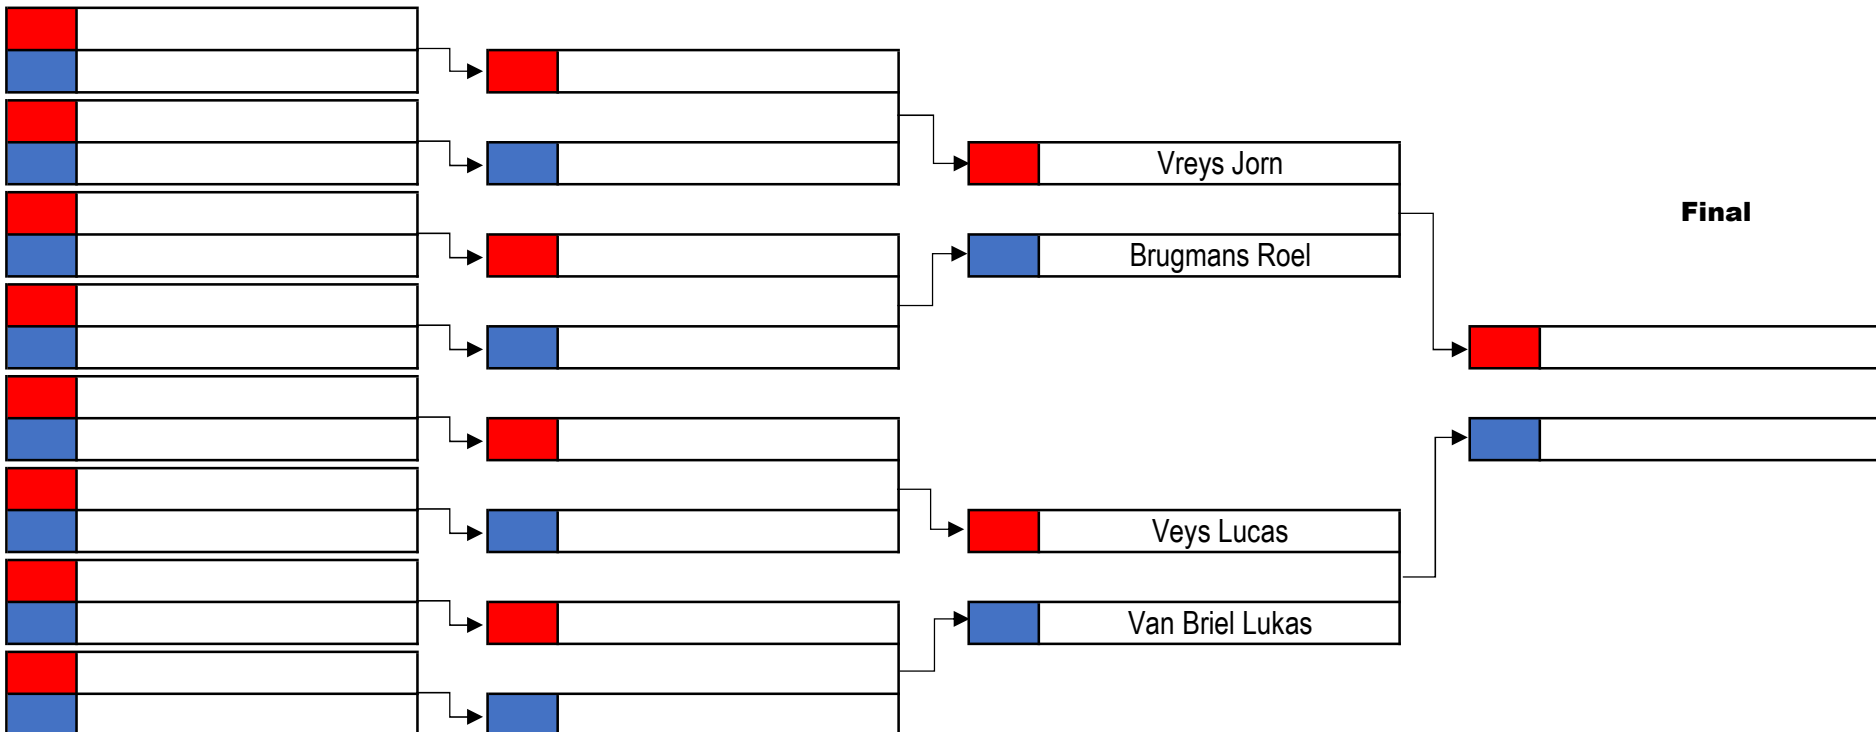 Vreys Jorn
Final
Brugmans Roel
Veys Lucas
Van Briel Lukas